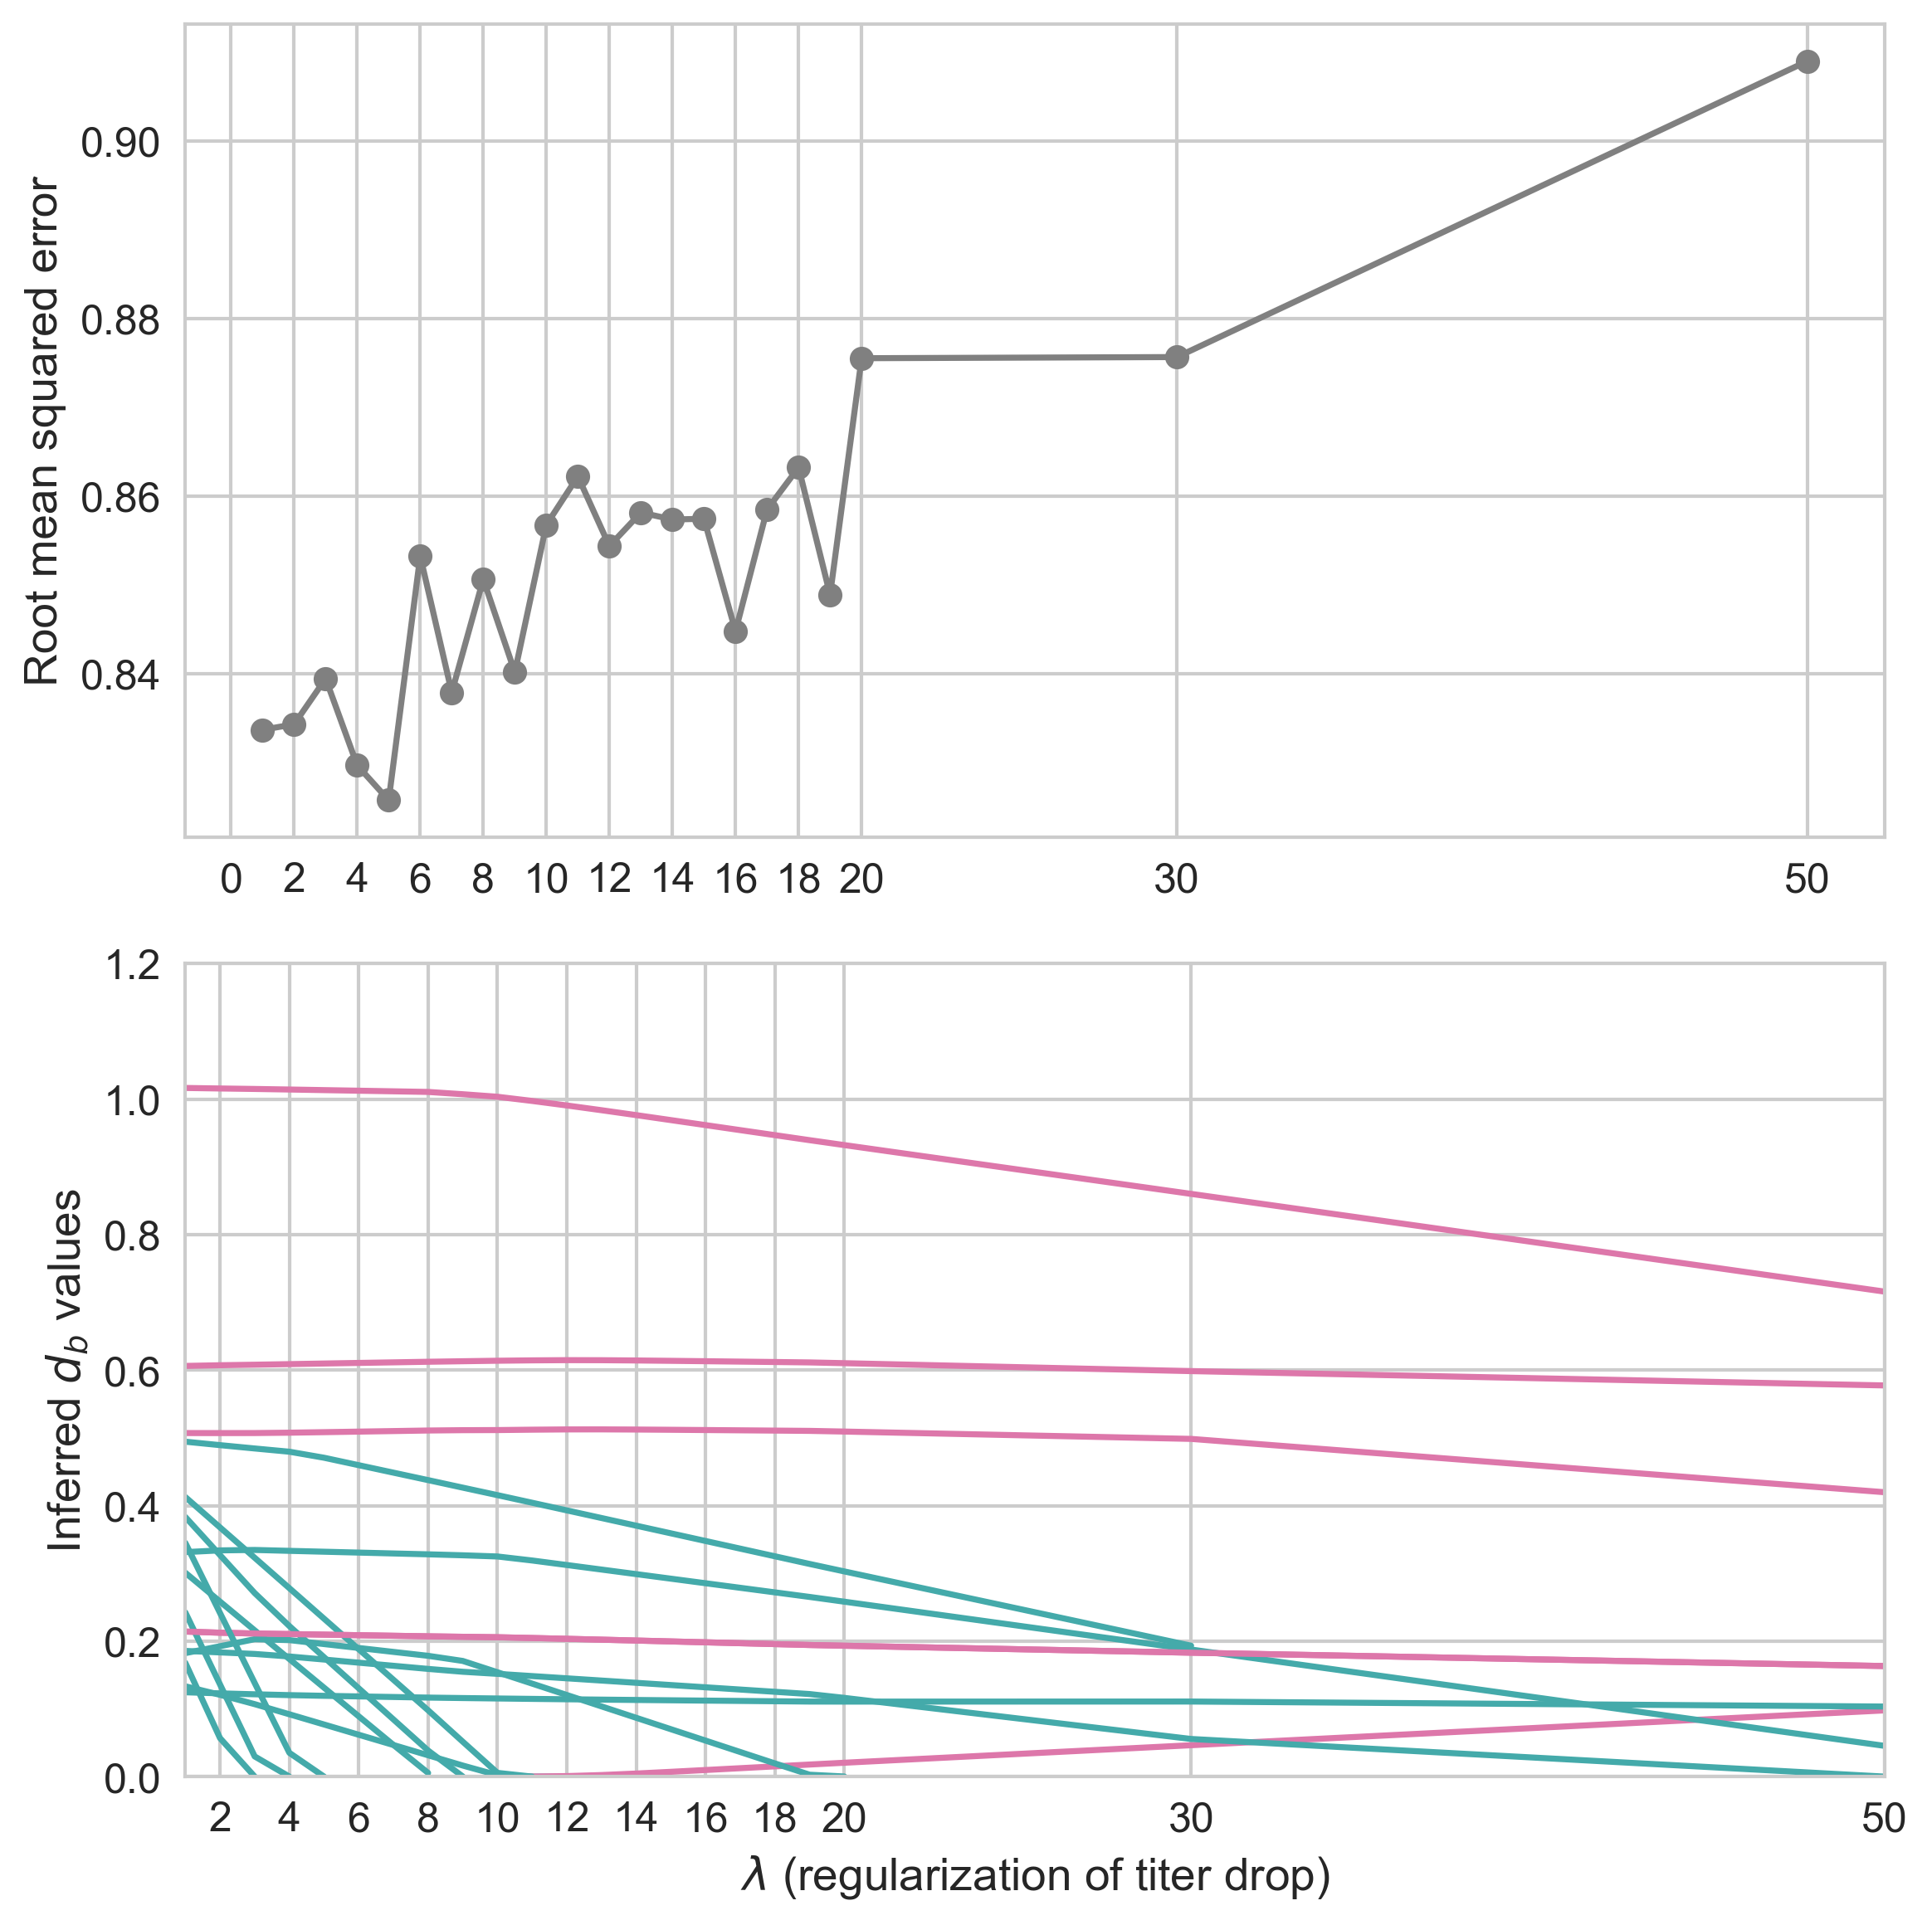 Root mean squared error
0.90
0.88
0.86
0.84
0 2 4 6 8 10 12 14 16 18 20 30 50
Inferred d_b values
1.2
1.0
0.8
0.6
0.4
0.2
0.0
2 4 6 8 10 12 14 16 18 20 30 50
λ (regularization of titer drop)